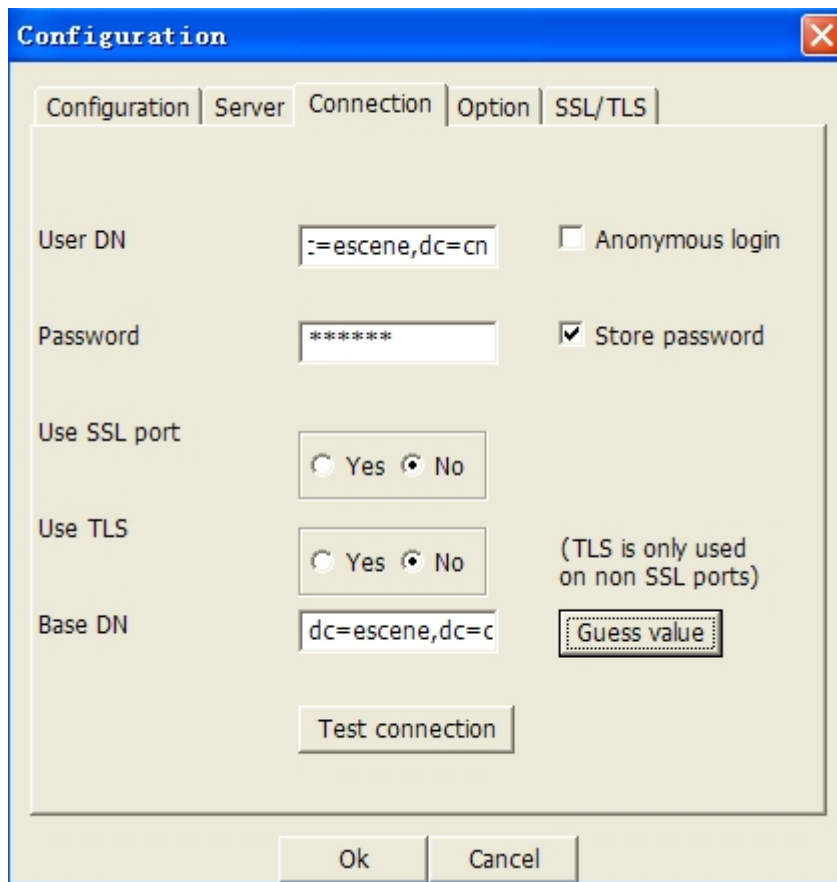 Configuration
Configuration Server Connection Option SSL/TLS
User DN :=escene,dc=cn Anonymous login
Password ****** Store password
Use SSL port
Yes No
Use TLS
Yes No (TLS is only used
on non SSL ports)
Base DN dc=escene,dc=c Guess value
Test connection
Ok Cancel